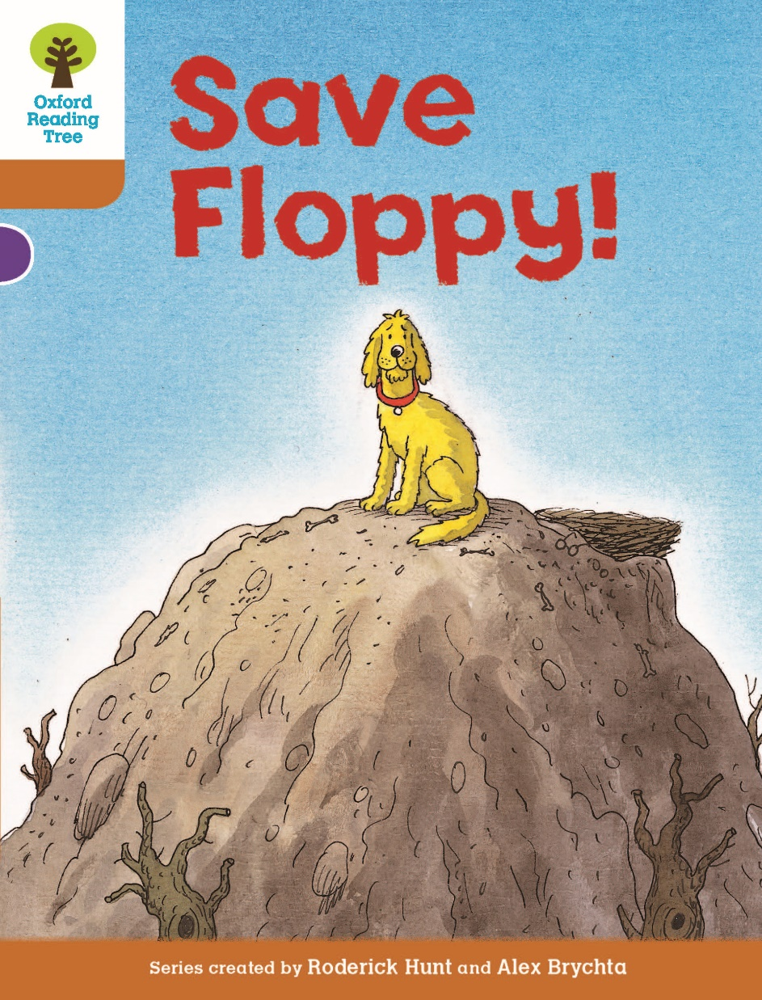 Oxford
Reading
Tree
Save
Floppy!
Series created by Roderick Hunt and Alex Brychta